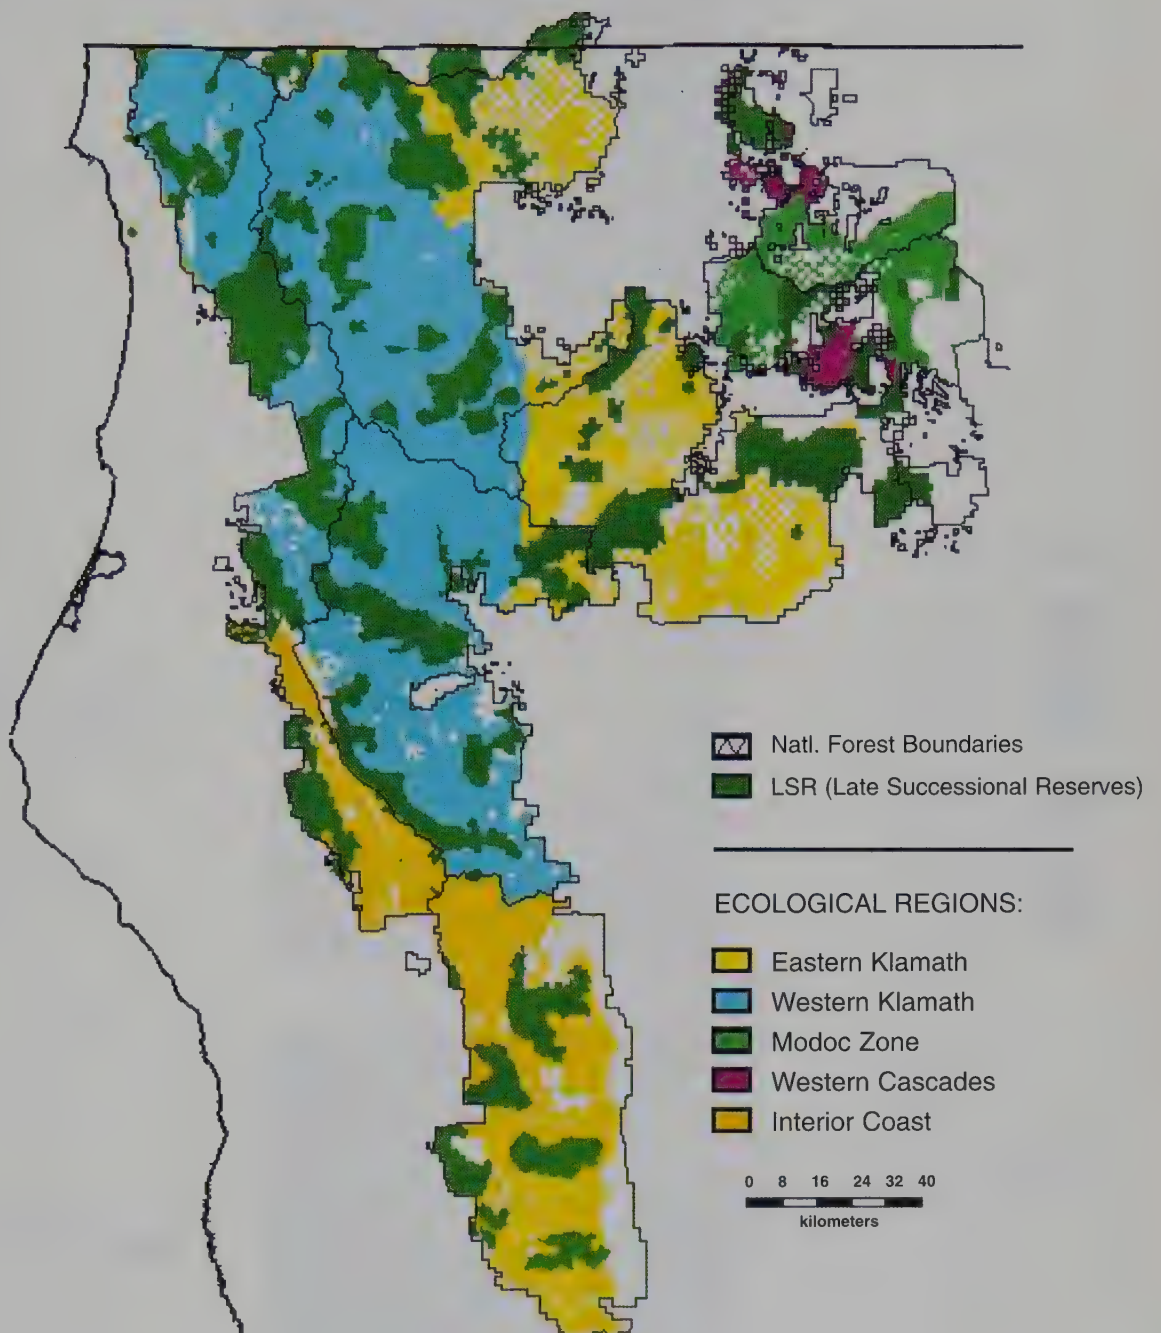 Natl. Forest Boundaries
LSR (Late Successional Reserves)
ECOLOGICAL REGIONS:
Eastern Klamath
Western Klamath
Modoc Zone
Western Cascades
Interior Coast
0 8 16 24 32 40
kilometers